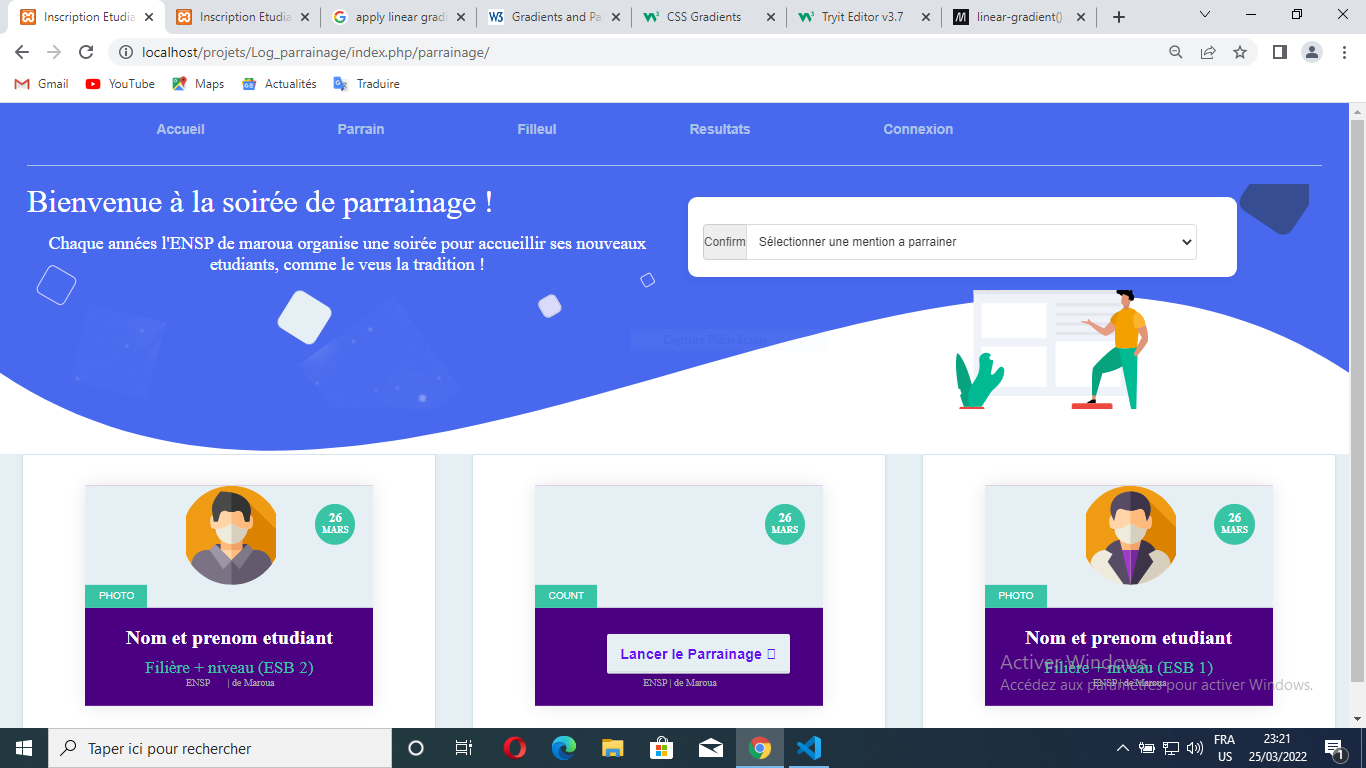 Inscription Etudia
Inscription Etudia
apply linear grad
Gradients and Pa
CSS Gradients
Tryit Editor v3.7
linear-gradient()
localhost/projets/Log_parrainage/index.php/parrainage/
Gmail
YouTube
Maps
Actualités
Traduire
Accueil
Parrain
Filleul
Resultats
Connexion
Bienvenue à la soirée de parrainage !
Chaque années l'ENSP de maroua organise une soirée pour accueillir ses nouveaux
etudiants, comme le veus la tradition !
Confirm
Sélectionner une mention a parrainer
Capture Plein écran
26
MARS
PHOTO
Nom et prenom etudiant
Filière + niveau (ESB 2)
ENSP | de Maroua
26
MARS
COUNT
Lancer le Parrainage
ENSP | de Maroua
26
MARS
PHOTO
Nom et prenom etudiant
Filière + niveau (ESB 1)
ENSP | de Maroua
Activer Windows
Accédez aux paramètres pour activer Windows.
Taper ici pour rechercher
FRA
US
23:21
25/03/2022
1